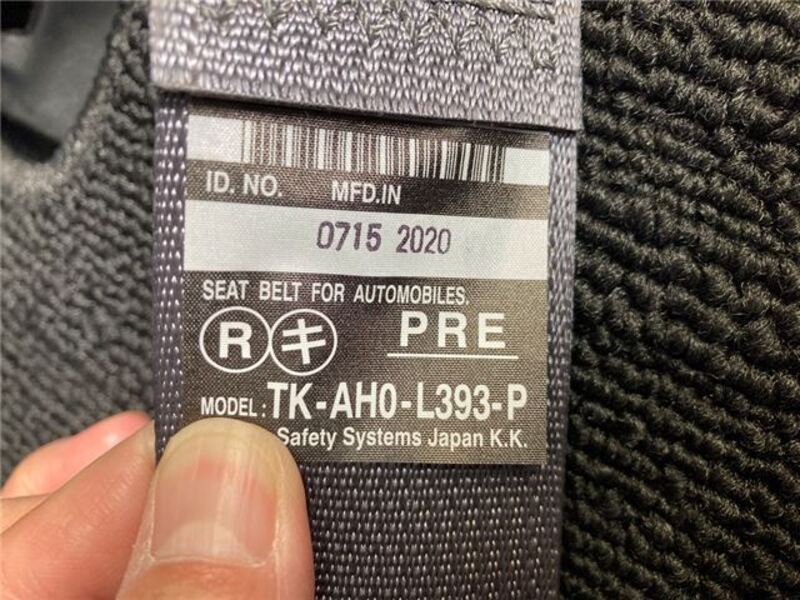 ID. NO. MFD.IN
0715 2020
SEAT BELT FOR AUTOMOBILES.
R キ PRE
MODEL : TK-AH0-L393-P
Safety Systems Japan K.K.